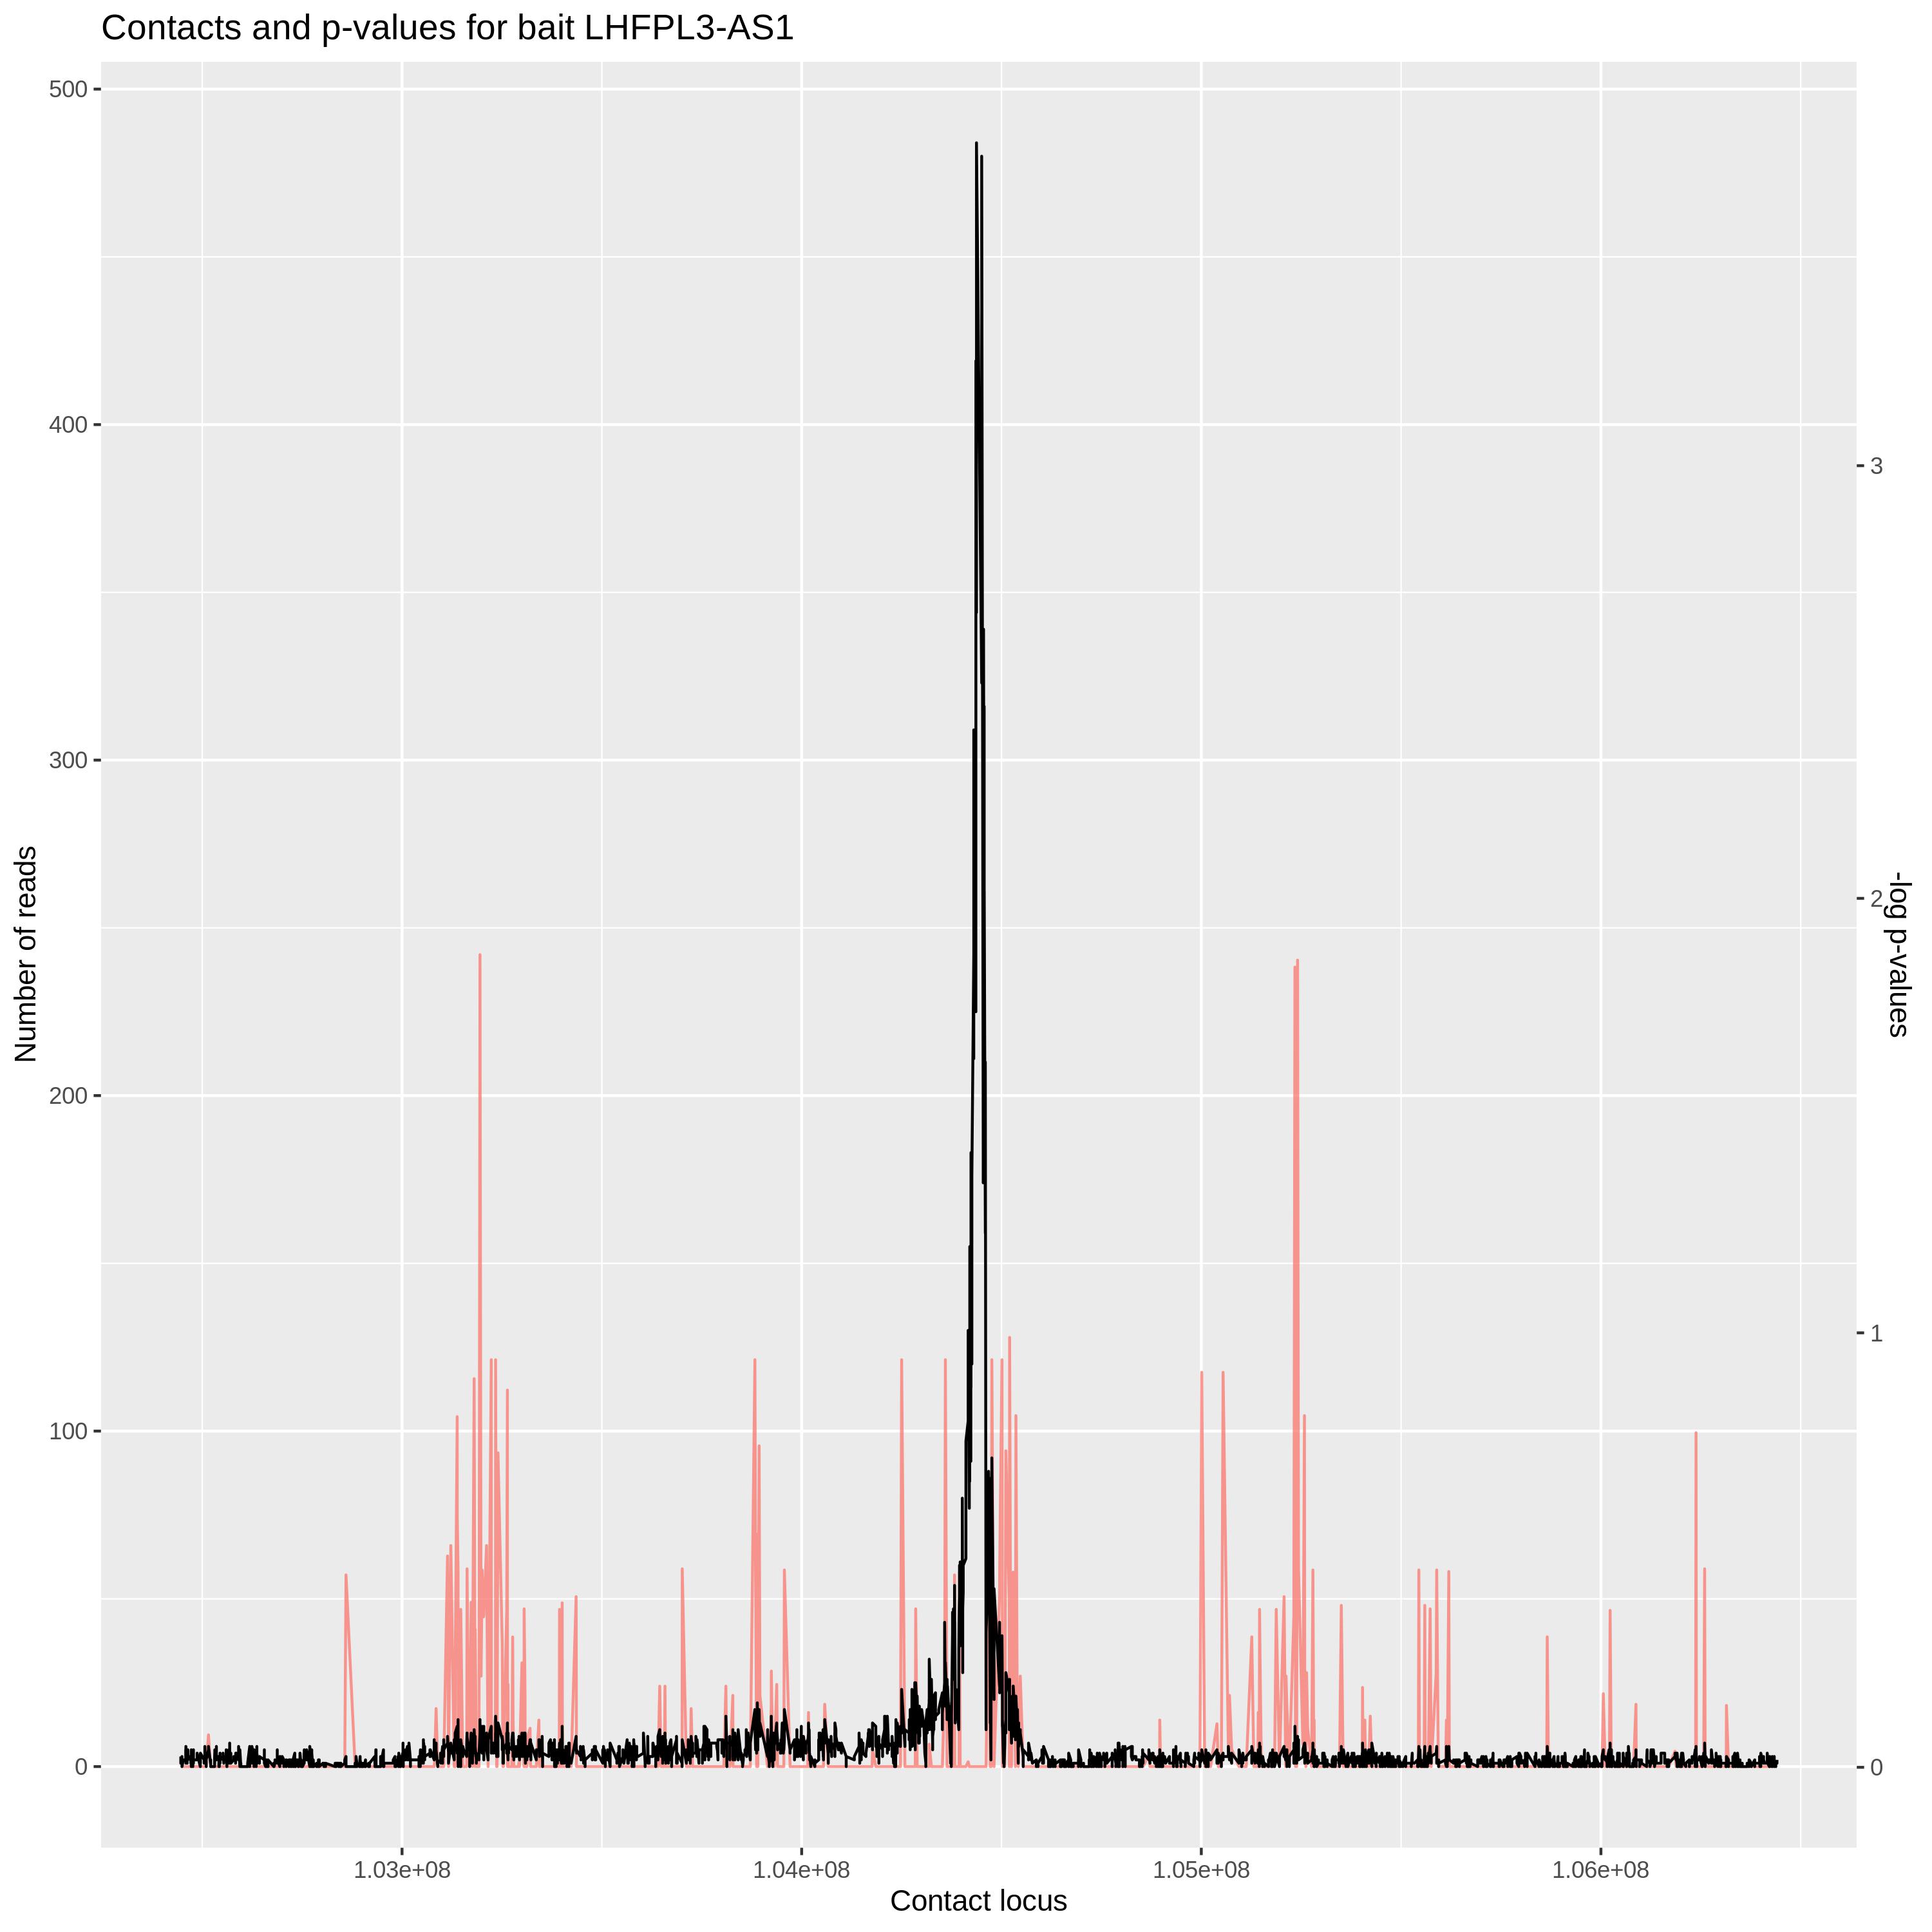 Contacts and p-values for bait LHFPL3-AS1
500
400
300
200
100
0
Number of reads
3
2
1
0
-log p-values
1.03e+08
1.04e+08
1.05e+08
1.06e+08
Contact locus